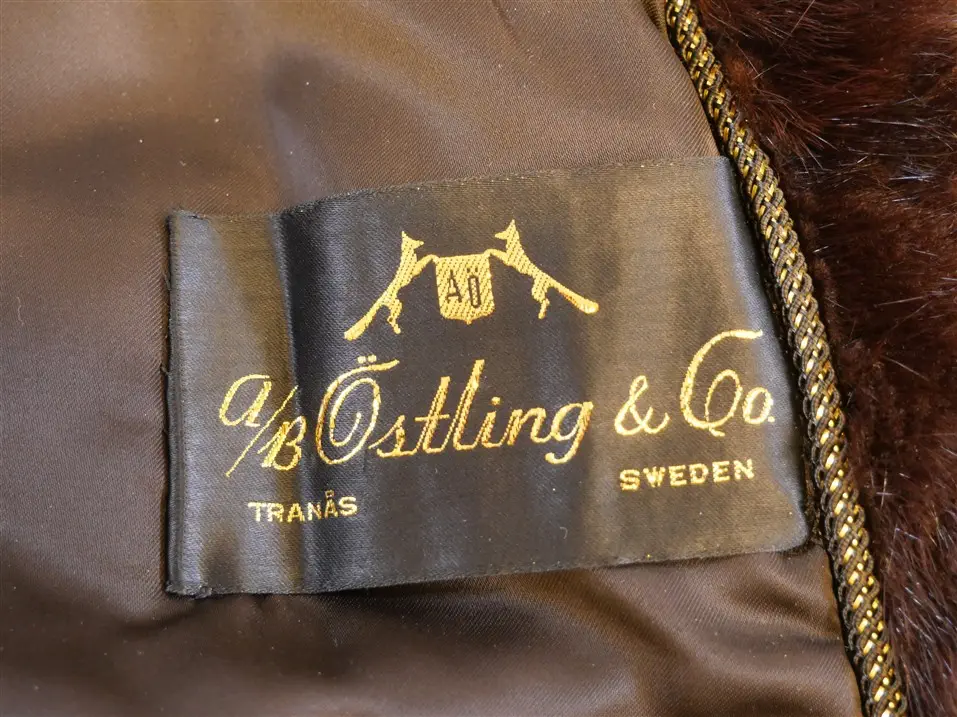 AÖ
A/B Östling & Co.
TRANÅS SWEDEN